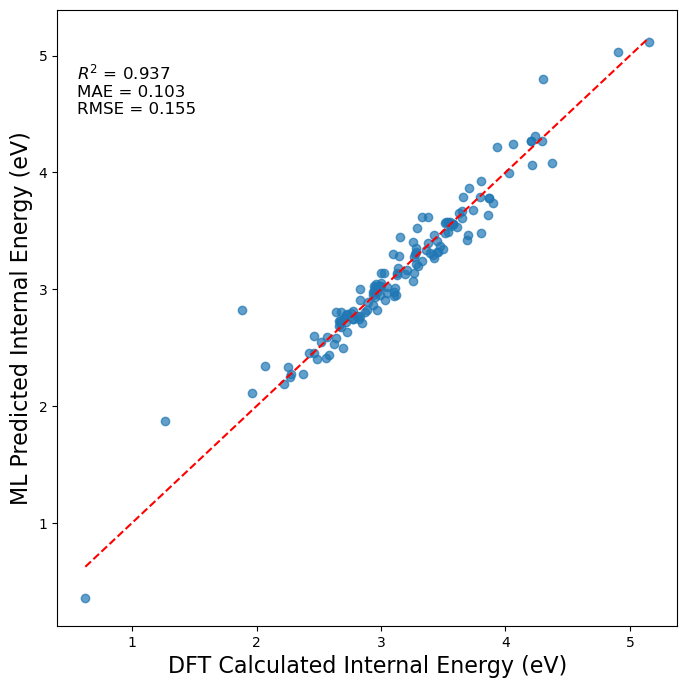 R² = 0.937
MAE = 0.103
RMSE = 0.155
ML Predicted Internal Energy (eV)
5
4
3
2
1
1 2 3 4 5
DFT Calculated Internal Energy (eV)